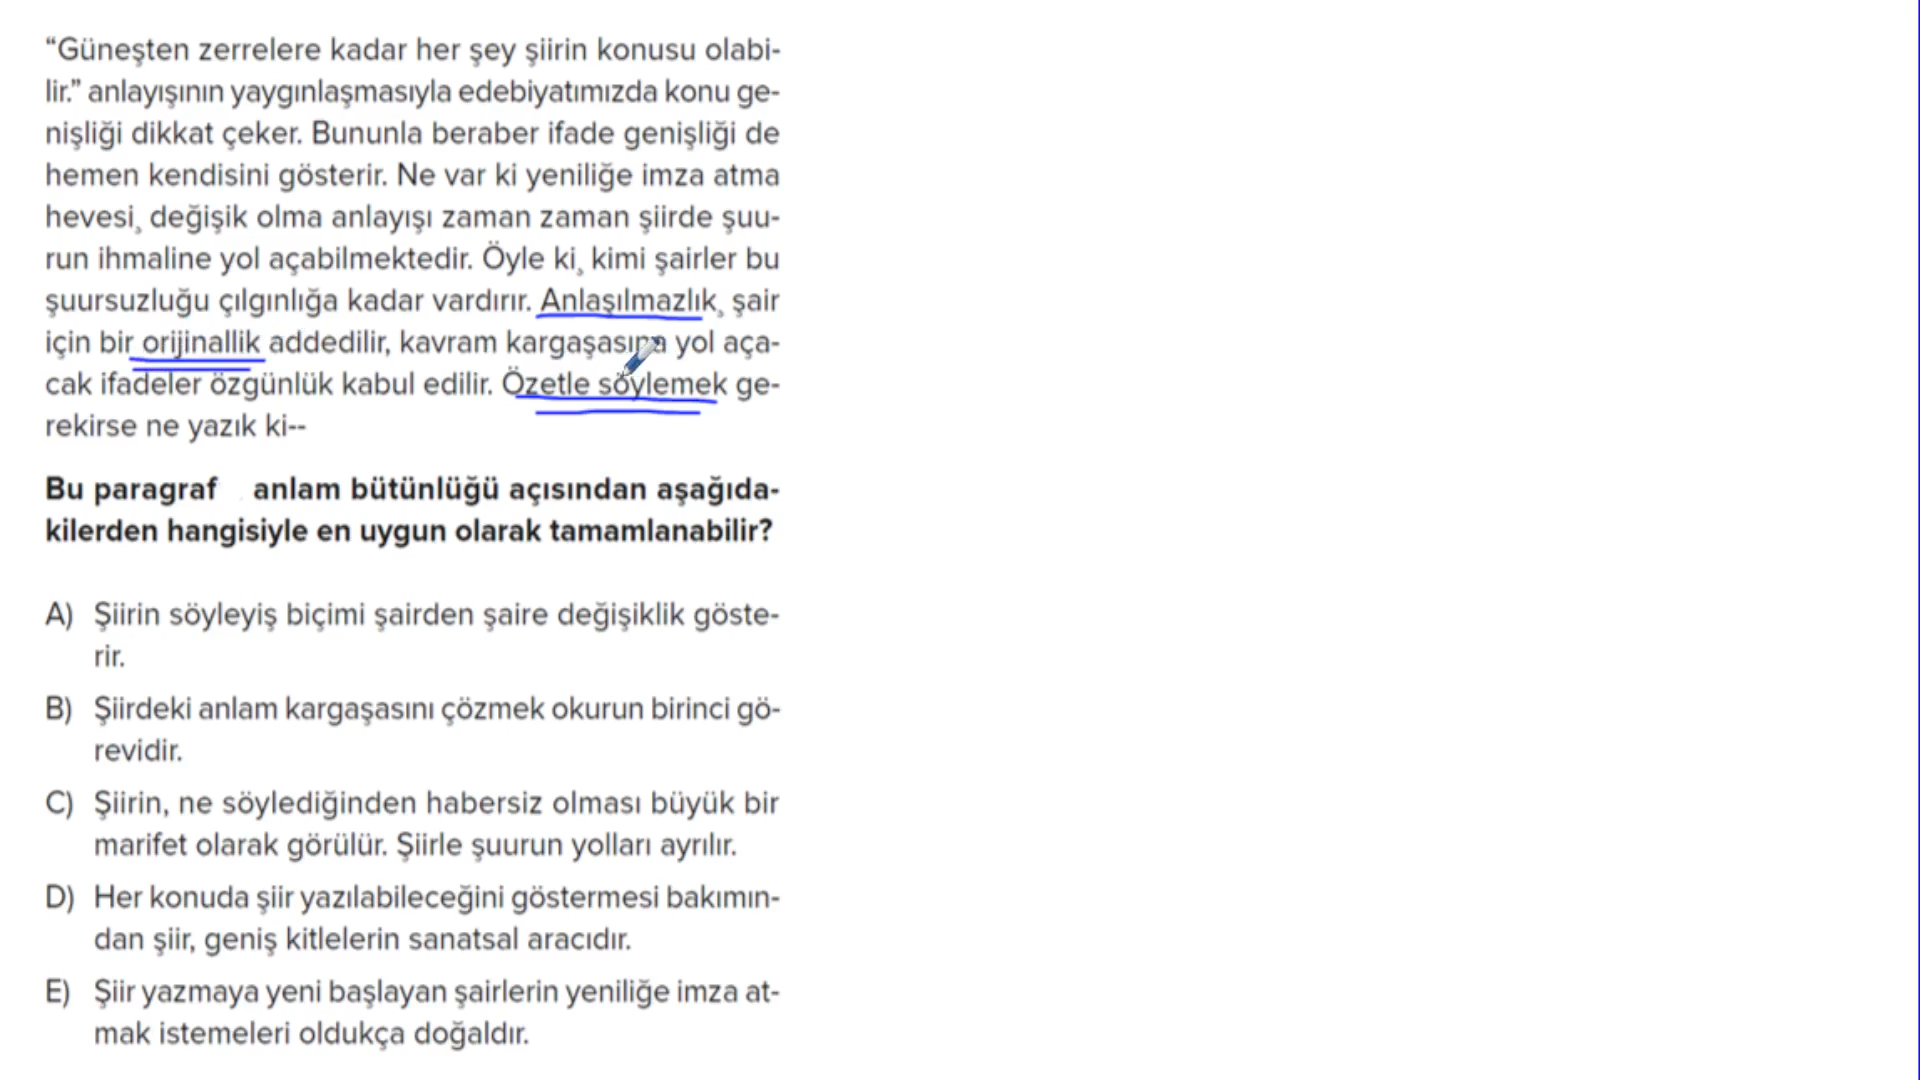 “Güneşten zerrelere kadar her şey şiirin konusu olabi-
lir.” anlayışının yaygınlaşmasıyla edebiyatımızda konu ge-
nişliği dikkat çeker. Bununla beraber ifade genişliği de
hemen kendisini gösterir. Ne var ki yeniliğe imza atma
hevesi¸ değişik olma anlayışı zaman zaman şiirde şuu-
run ihmaline yol açabilmektedir. Öyle ki¸ kimi şairler bu
şuursuzluğu çılgınlığa kadar vardırır. Anlaşılmazlık¸ şair
için bir orijinallik addedilir, kavram kargaşasına yol aça-
cak ifadeler özgünlük kabul edilir. Özetle söylemek ge-
rekirse ne yazık ki--
Bu paragraf anlam bütünlüğü açısından aşağıda-
kilerden hangisiyle en uygun olarak tamamlanabilir?
A) Şiirin söyleyiş biçimi şairden şaire değişiklik göste-
rir.
B) Şiirdeki anlam kargaşasını çözmek okurun birinci gö-
revidir.
C) Şiirin, ne söylediğinden habersiz olması büyük bir
marifet olarak görülür. Şiirle şuurun yolları ayrılır.
D) Her konuda şiir yazılabileceğini göstermesi bakımın-
dan şiir, geniş kitlelerin sanatsal aracıdır.
E) Şiir yazmaya yeni başlayan şairlerin yeniliğe imza at-
mak istemeleri oldukça doğaldır.